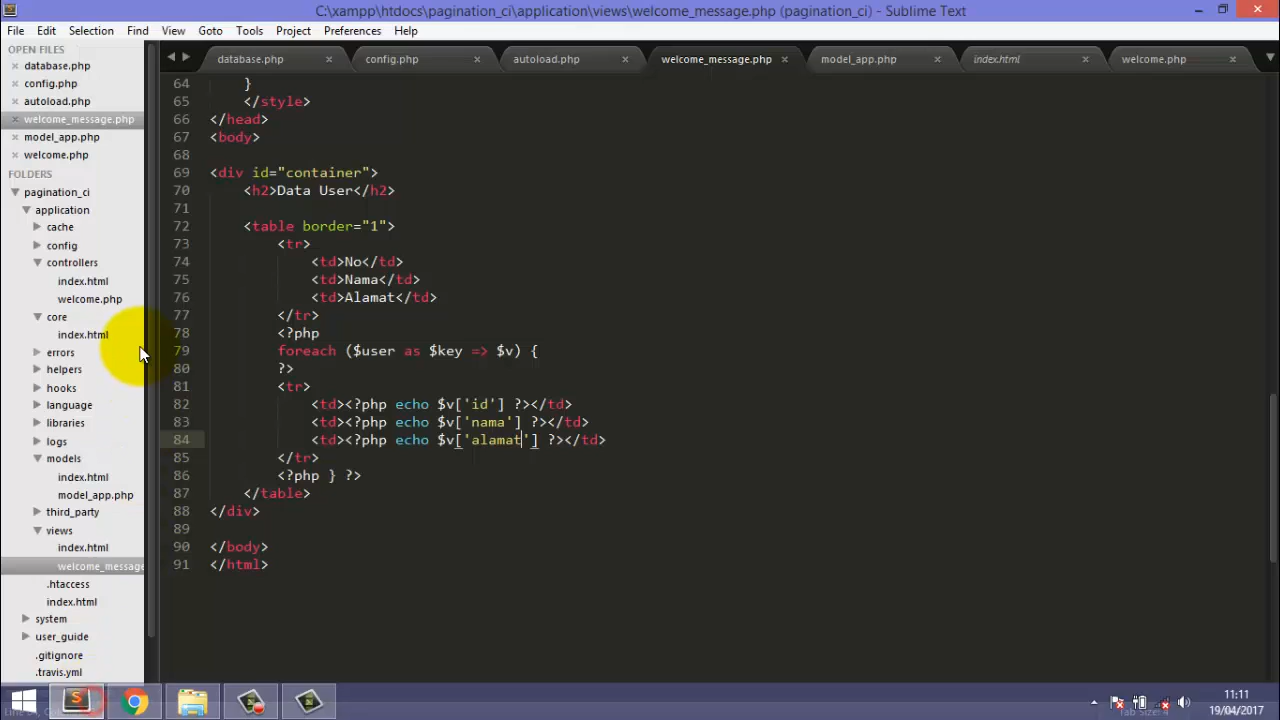 C:\xampp\htdocs\pagination_ci\application\views\welcome_message.php (pagination_ci) - Sublime Text
File Edit Selection Find View Goto Tools Project Preferences Help
OPEN FILES
database.php
config.php
autoload.php
welcome_message.php
model_app.php
welcome.php
FOLDERS
pagination_ci
application
cache
config
controllers
index.html
welcome.php
core
index.html
errors
helpers
hooks
language
libraries
logs
models
index.html
model_app.php
third_party
views
index.html
welcome_message
.htaccess
index.html
system
user_guide
.gitignore
.travis.yml
database.php config.php autoload.php welcome_message.php model_app.php index.html welcome.php
64 }
65 </style>
66 </head>
67 <body>
68
69 <div id="container">
70 <h2>Data User</h2>
71
72 <table border="1">
73 <tr>
74 <td>No</td>
75 <td>Nama</td>
76 <td>Alamat</td>
77 </tr>
78 <?php
79 foreach ($user as $key => $v) {
80 ?>
81 <tr>
82 <td><?php echo $v['id'] ?></td>
83 <td><?php echo $v['nama'] ?></td>
84 <td><?php echo $v['alamat'] ?></td>
85 </tr>
86 <?php } ?>
87 </table>
88 </div>
89
90 </body>
91 </html>
11:11
19/04/2017